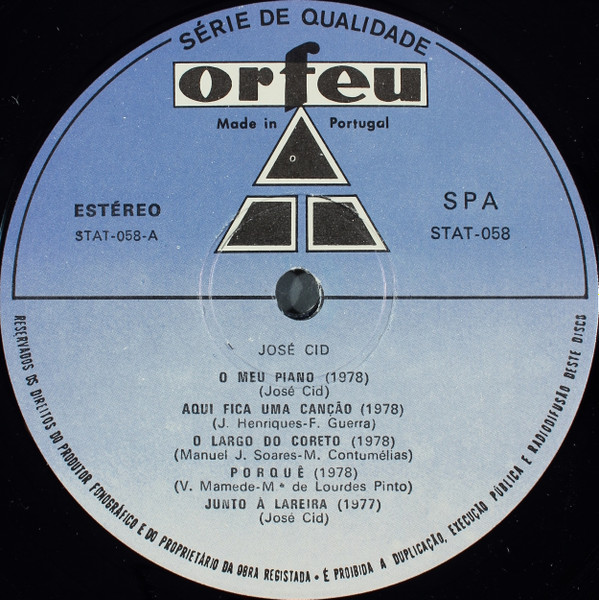 SÉRIE DE QUALIDADE
orfeu
Made in Portugal
ESTÉREO
STAT-058-A
SPA
STAT-058
JOSÉ CID
O MEU PIANO (1978)
(José Cid)
AQUI FICA UMA CANÇÃO (1978)
(J. Henriques-F. Guerra)
O LARGO DO CORETO (1978)
(Manuel J. Soares-M. Contumélias)
PORQUÊ (1978)
(V. Mamede-M.ª de Lourdes Pinto)
JUNTO À LAREIRA (1977)
(José Cid)
RESERVADOS OS DIREITOS DO PRODUTOR FONOGRÁFICO E DO PROPRIETÁRIO DA OBRA REGISTADA • É PROIBIDA A DUPLICAÇÃO, EXECUÇÃO PÚBLICA E RADIODIFUSÃO DESTE DISCO